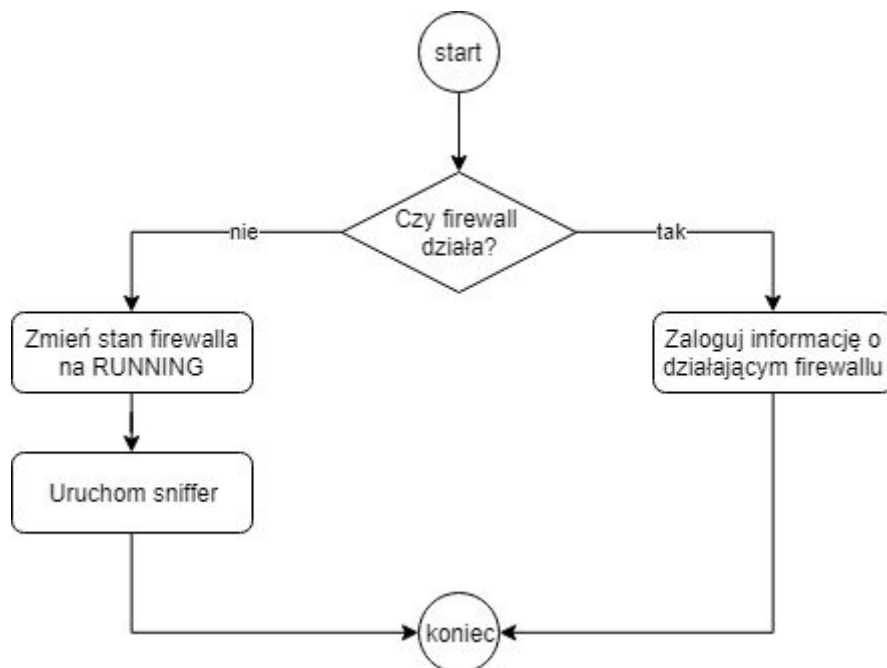 start
Czy firewall
działa?
nie
tak
Zmień stan firewalla
na RUNNING
Zaloguj informację o
działającym firewallu
Uruchom sniffer
koniec